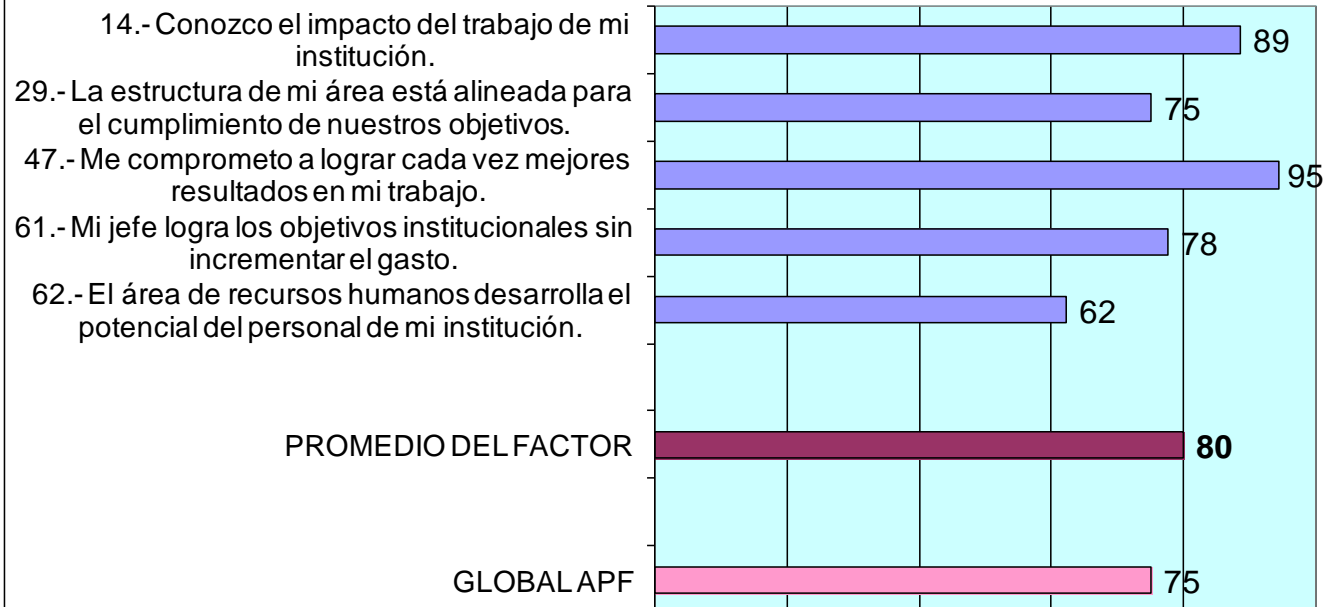 14.- Conozco el impacto del trabajo de mi
institución.
89
29.- La estructura de mi área está alineada para
el cumplimiento de nuestros objetivos.
75
47.- Me comprometo a lograr cada vez mejores
resultados en mi trabajo.
95
61.- Mi jefe logra los objetivos institucionales sin
incrementar el gasto.
78
62.- El área de recursos humanos desarrolla el
potencial del personal de mi institución.
62
PROMEDIO DEL FACTOR
80
GLOBAL APF
75